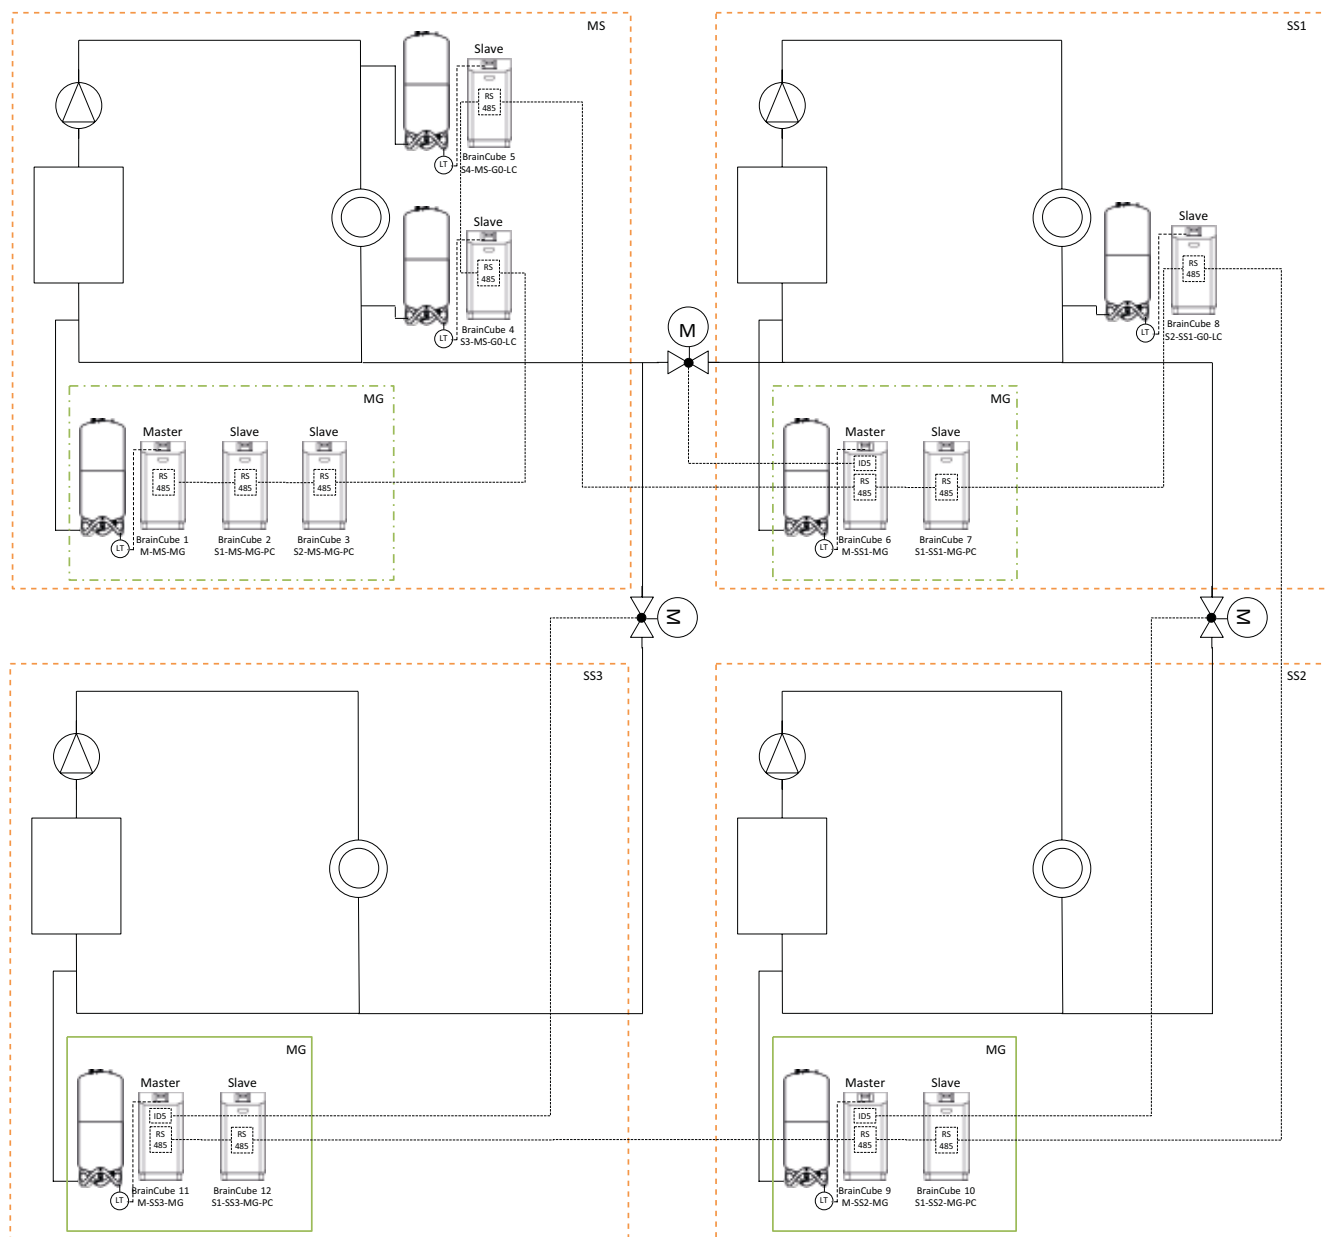 MS
Slave
RS
485
LT
BrainCube 5
S4-MS-G0-LC
Slave
RS
485
LT
BrainCube 4
S3-MS-G0-LC
M
MG
Master
Slave
Slave
RS
485
RS
485
RS
485
LT
BrainCube 1
M-MS-MG
BrainCube 2
S1-MS-MG-PC
BrainCube 3
S2-MS-MG-PC
SS1
Slave
RS
485
LT
BrainCube 8
S2-SS1-G0-LC
MG
Master
Slave
ID5
RS
485
RS
485
LT
BrainCube 6
M-SS1-MG
BrainCube 7
S1-SS1-MG-PC
M
M
SS3
MG
Master
Slave
ID5
RS
485
RS
485
LT
BrainCube 11
M-SS3-MG
BrainCube 12
S1-SS3-MG-PC
SS2
MG
Master
Slave
ID5
RS
485
RS
485
LT
BrainCube 9
M-SS2-MG
BrainCube 10
S1-SS2-MG-PC